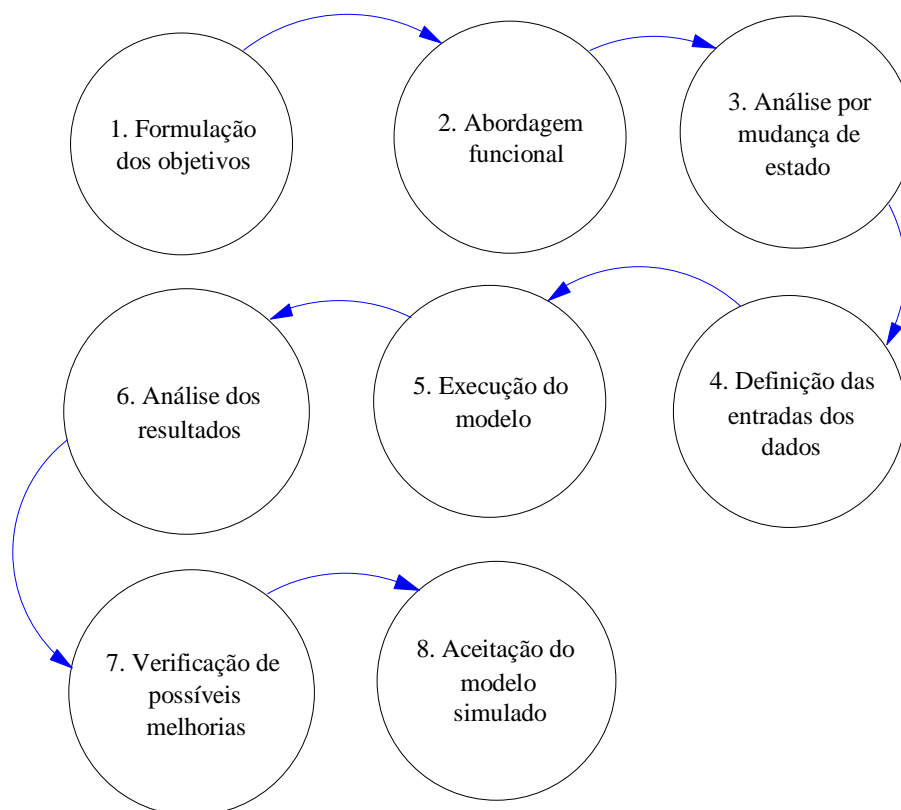 1. Formulação
dos objetivos
2. Abordagem
funcional
3. Análise por
mudança de
estado
4. Definição das
entradas dos
dados
5. Execução do
modelo
6. Análise dos
resultados
7. Verificação de
possíveis
melhorias
8. Aceitação do
modelo
simulado